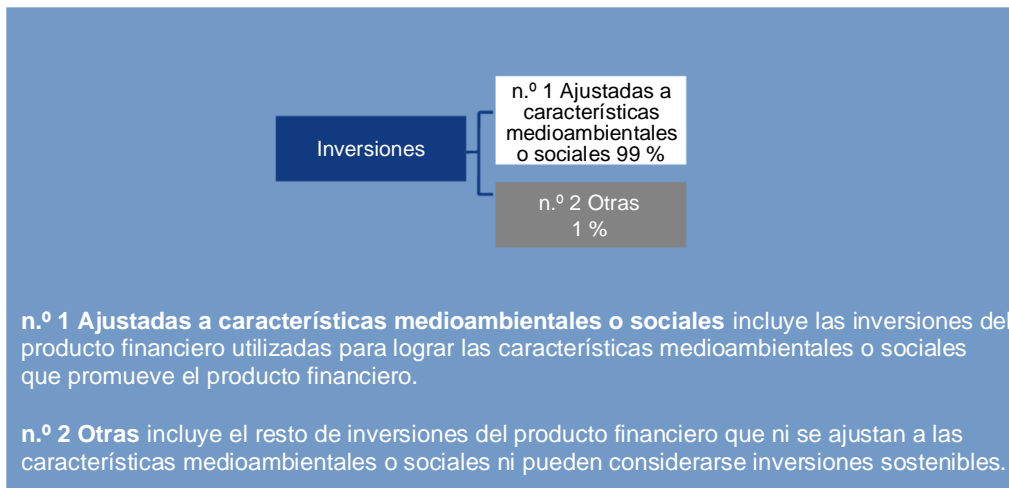 n.º 1 Ajustadas a
características
medioambientales
o sociales 99 %
Inversiones
n.º 2 Otras
1 %
n.º 1 Ajustadas a características medioambientales o sociales incluye las inversiones del
producto financiero utilizadas para lograr las características medioambientales o sociales
que promueve el producto financiero.
n.º 2 Otras incluye el resto de inversiones del producto financiero que ni se ajustan a las
características medioambientales o sociales ni pueden considerarse inversiones sostenibles.